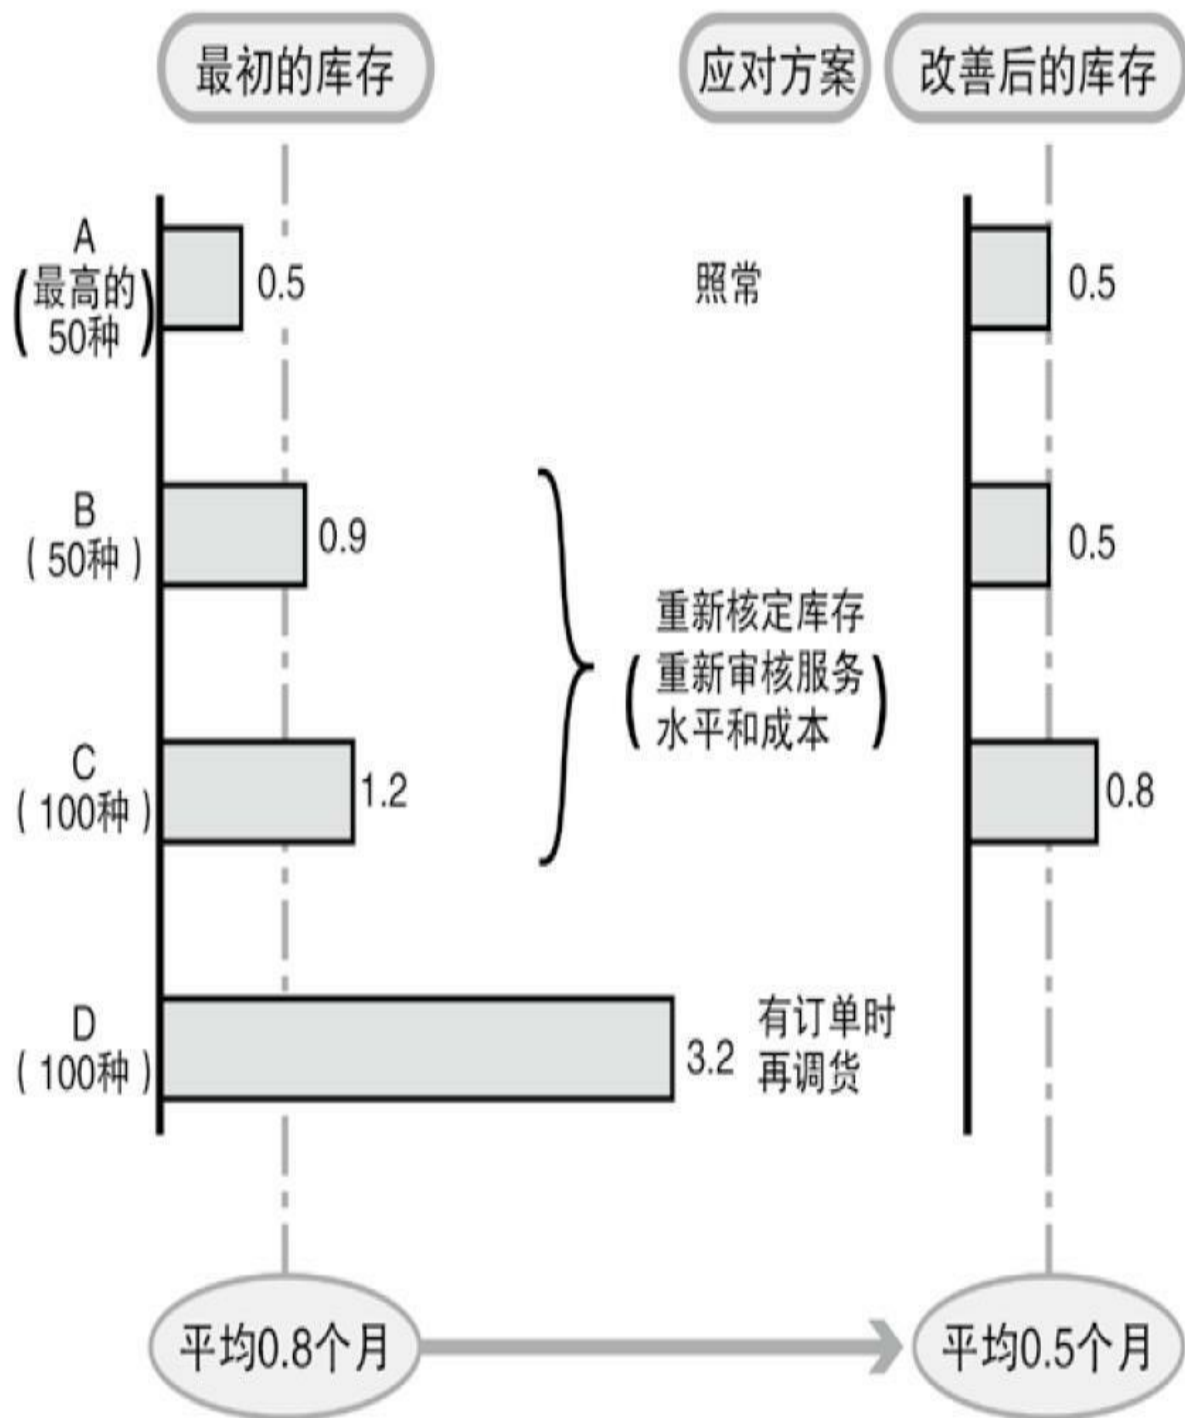 最初的库存
应对方案
改善后的库存
A
(最高的
50种)
0.5
照常
0.5
B
(50种)
0.9
0.5
重新核定库存
(重新审核服务
水平和成本)
C
(100种)
1.2
0.8
D
(100种)
3.2
有订单时
再调货
平均0.8个月
平均0.5个月